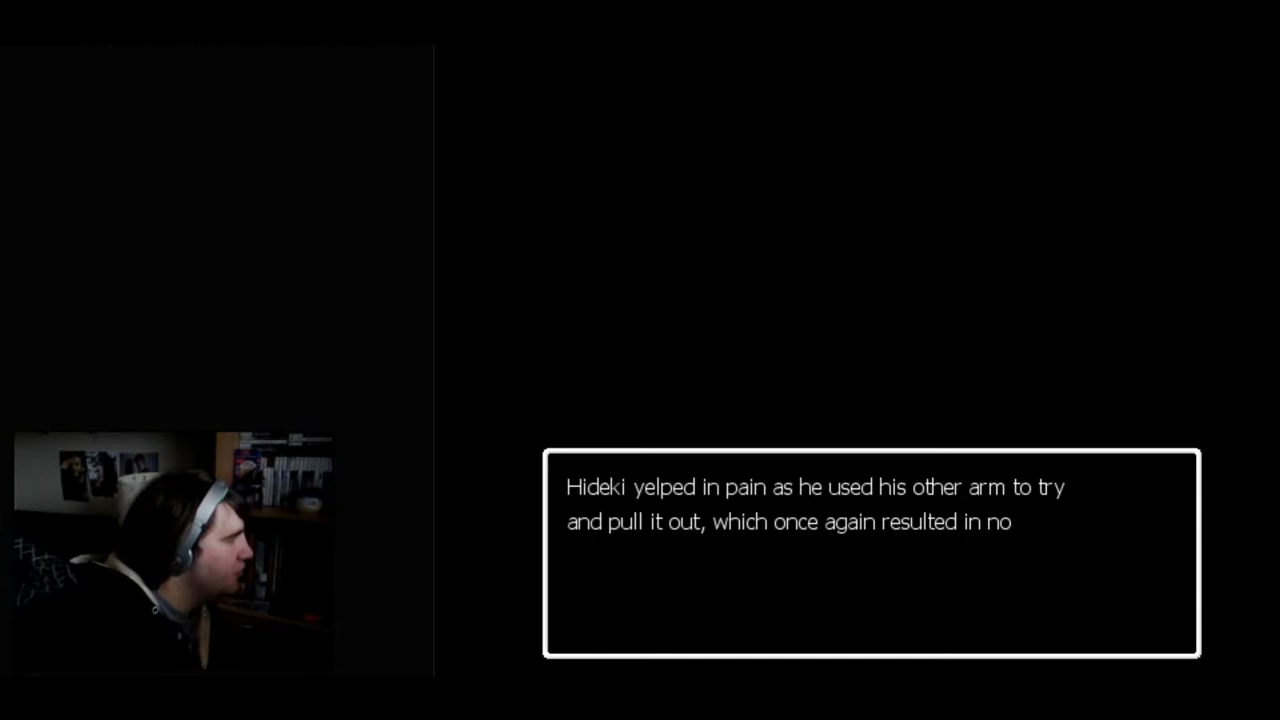 Hideki yelped in pain as he used his other arm to try
and pull it out, which once again resulted in no